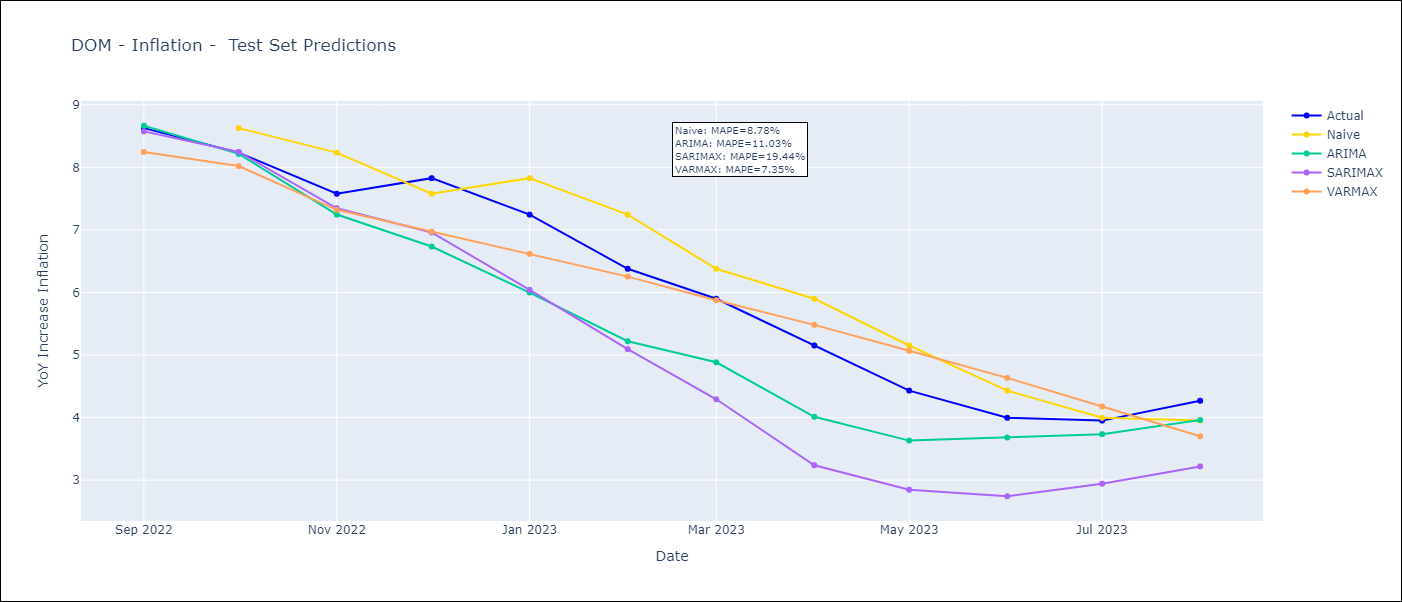 DOM - Inflation -  Test Set Predictions
9
8
7
6
5
4
3
YoY Increase Inflation
Naive: MAPE=8.78%
ARIMA: MAPE=11.03%
SARIMAX: MAPE=19.44%
VARMAX: MAPE=7.35%
Actual
Naive
ARIMA
SARIMAX
VARMAX
Sep 2022 Nov 2022 Jan 2023 Mar 2023 May 2023 Jul 2023
Date